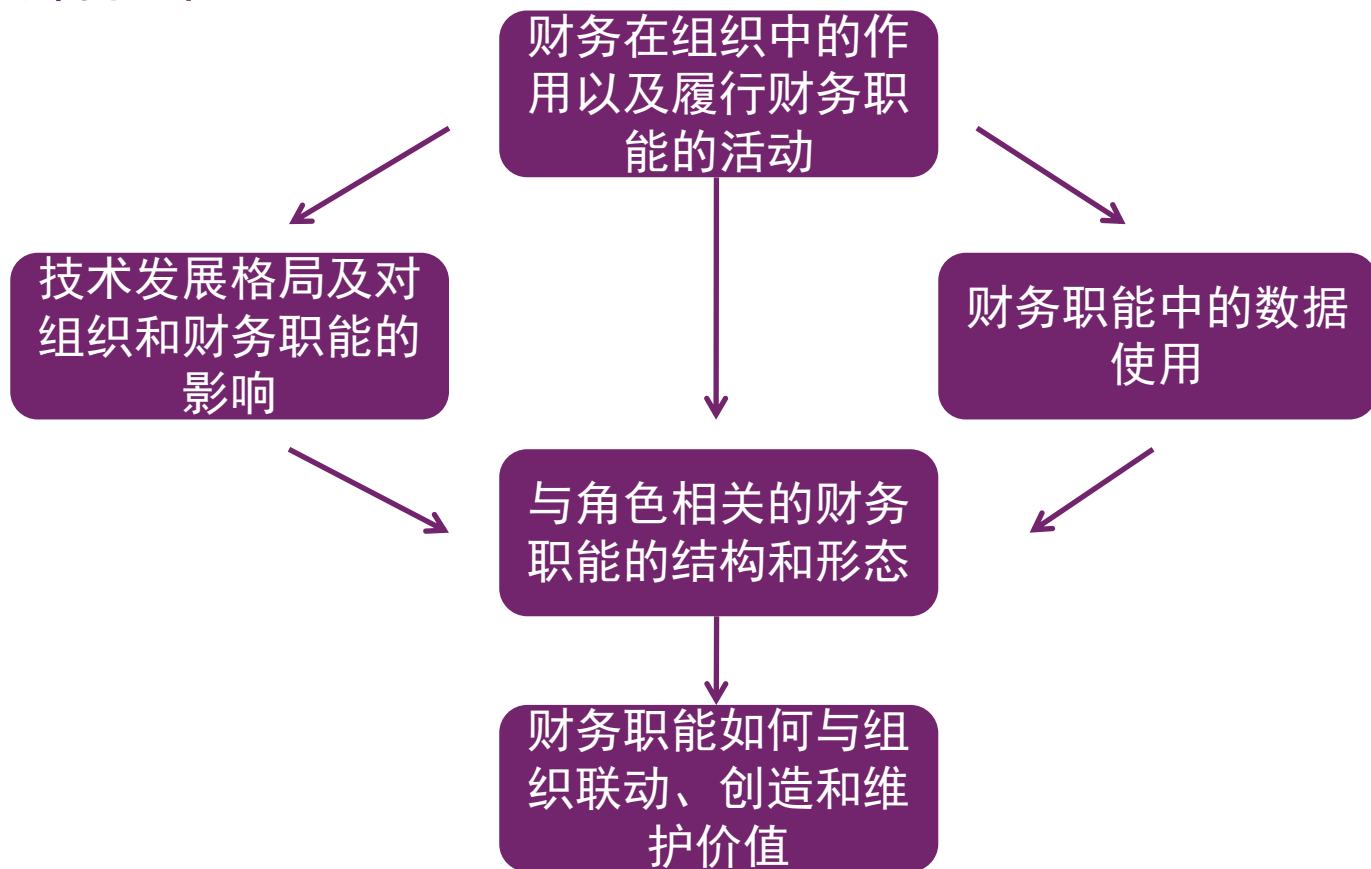 财务在组织中的作
用以及履行财务职
能的活动
技术发展格局及对
组织和财务职能的
影响
财务职能中的数据
使用
与角色相关的财务
职能的结构和形态
财务职能如何与组
织联动、创造和维
护价值